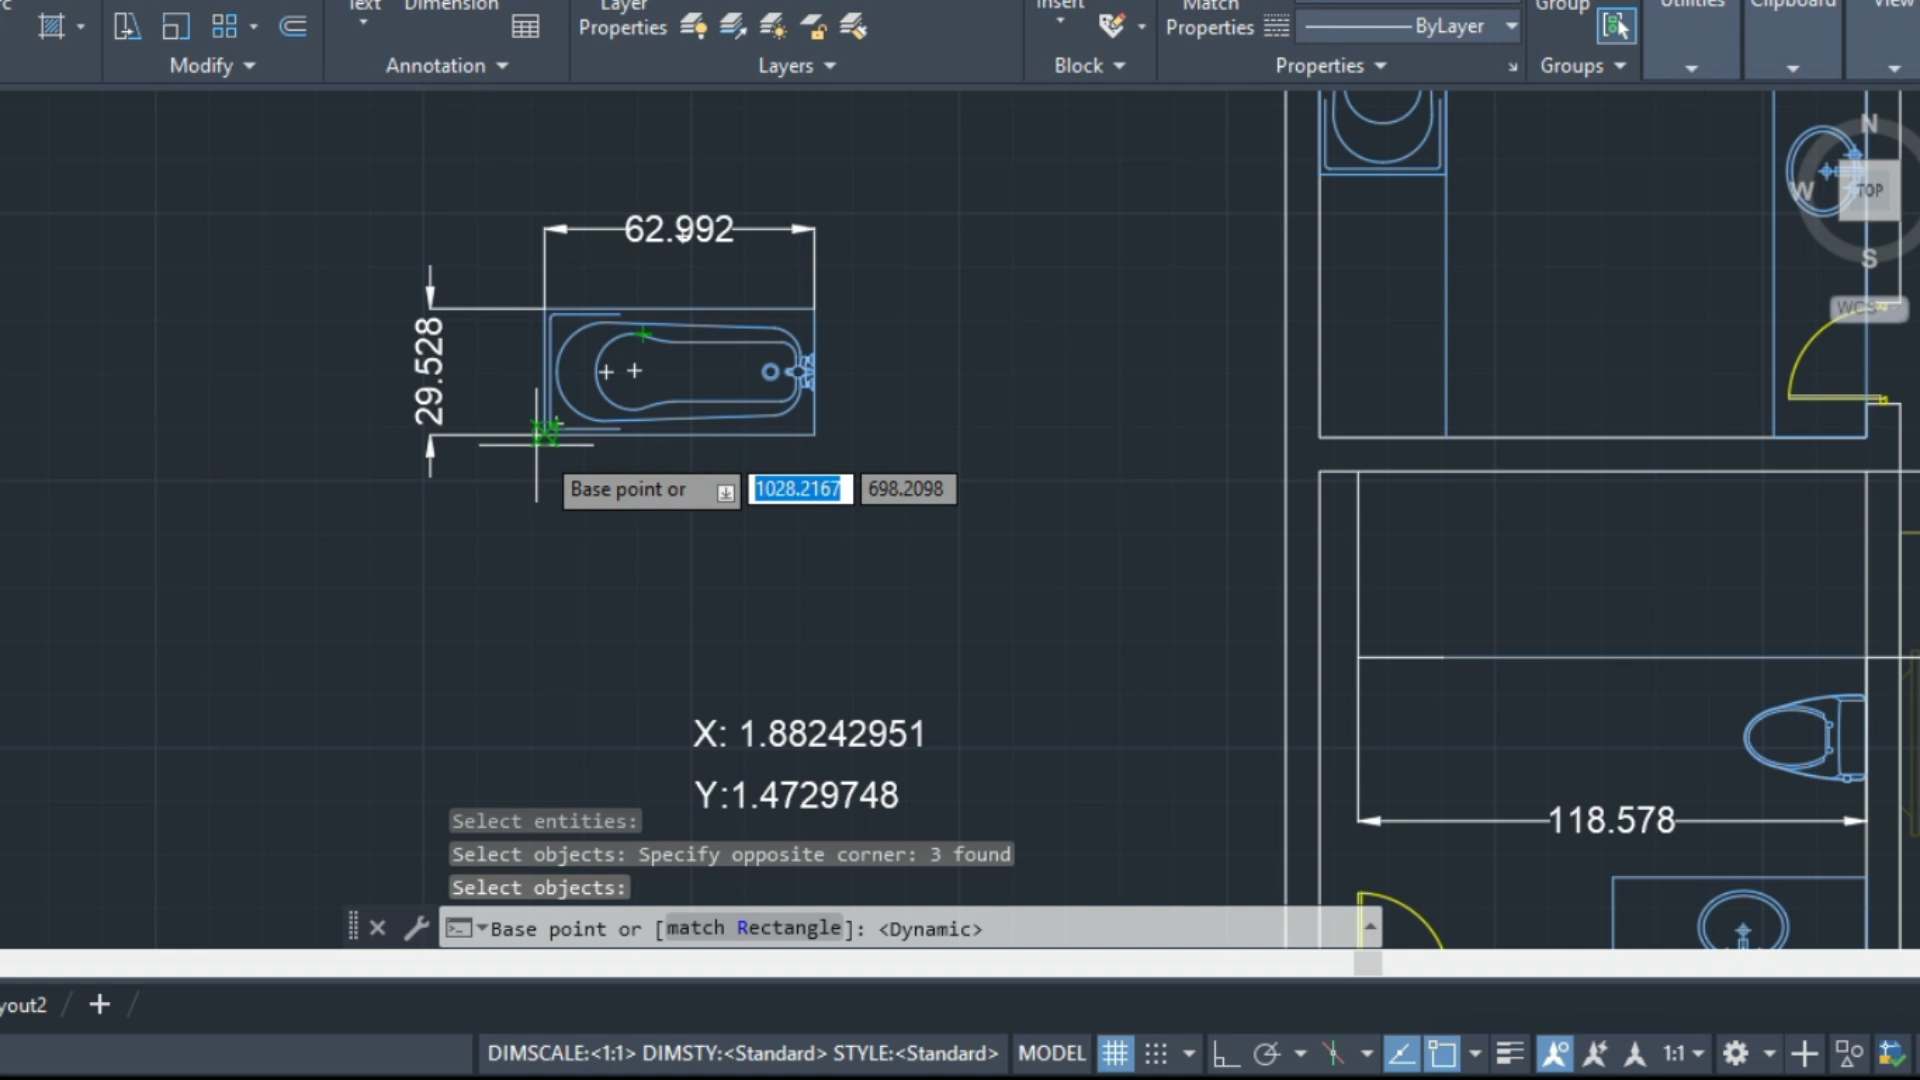 Text
Dimension
Layer
Properties
Insert
Match
Properties
ByLayer
Group
Utilities
Clipboard
View
Modify
Annotation
Layers
Block
Properties
Groups
N
W
TOP
S
WCS
62.992
29.528
Base point or
1028.2167
698.2098
X: 1.88242951
Y:1.4729748
118.578
Select entities:
Select objects: Specify opposite corner: 3 found
Select objects:
Base point or [match Rectangle]: <Dynamic>
yout2
DIMSCALE:<1:1> DIMSTY:<Standard> STYLE:<Standard>
MODEL
1:1